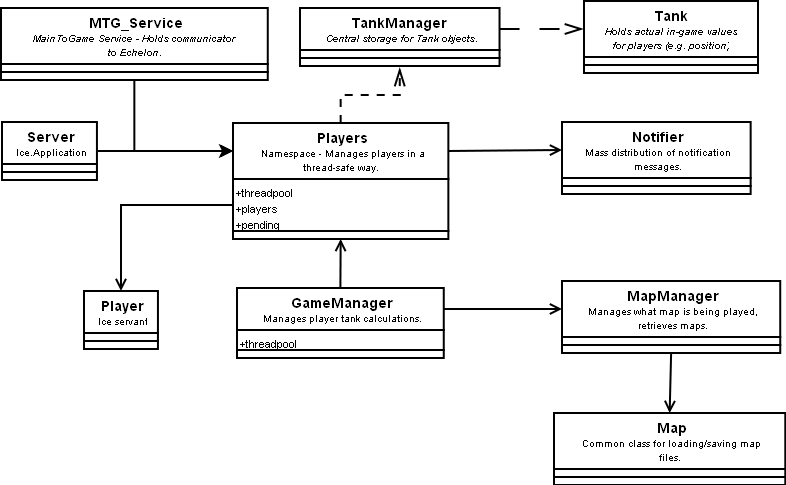 MTG_Service
MainToGame Service - Holds communicator
to Echelon.
TankManager
Central storage for Tank objects.
Tank
Holds actual in-game values
for players (e.g. position)
Server
Ice.Application
Players
Namespace - Manages players in a
thread-safe way.
+threadpool
+players
+pending
Notifier
Mass distribution of notification
messages.
Player
Ice servant
GameManager
Manages player tank calculations.
+threadpool
MapManager
Manages what map is being played,
retrieves maps.
Map
Common class for loading/saving map
files.